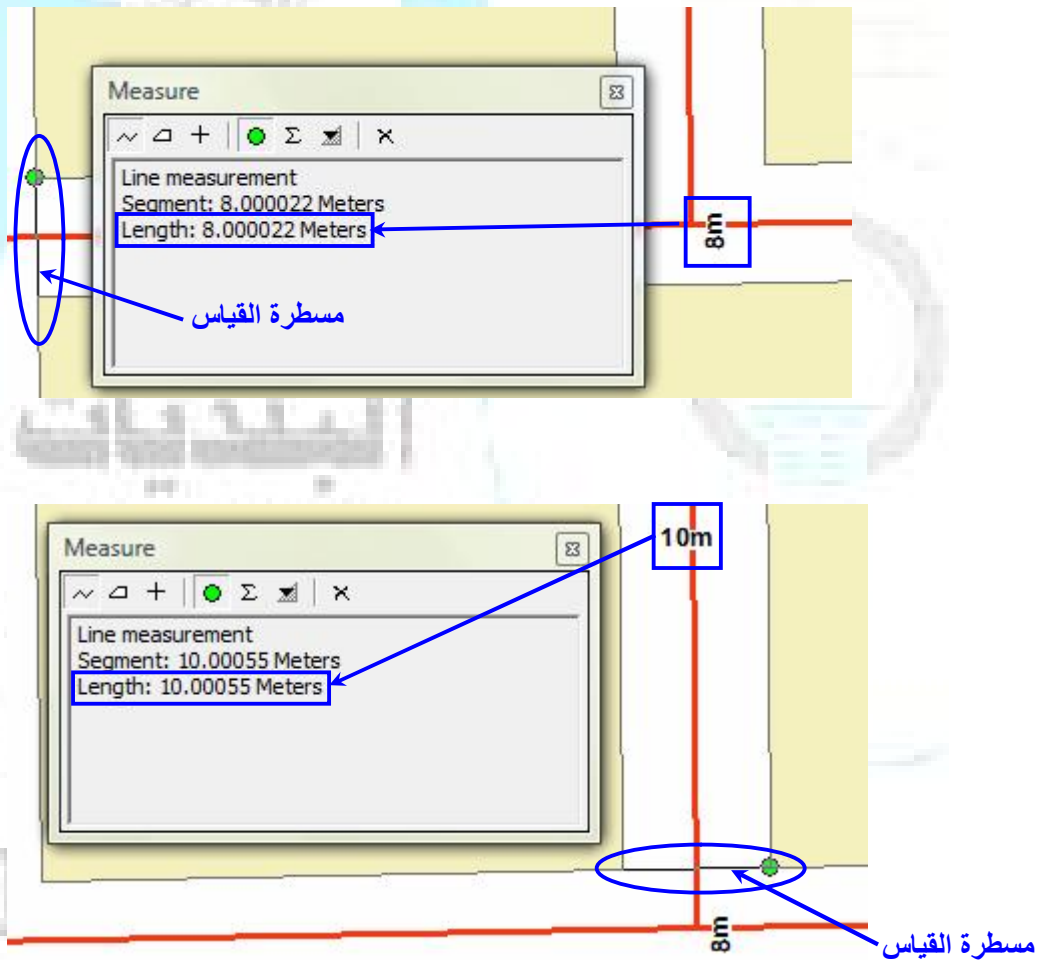 Measure
Line measurement
Segment: 8.000022 Meters
Length: 8.000022 Meters
8m
مسطرة القياس
البلديات
10m
Measure
Line measurement
Segment: 10.00055 Meters
Length: 10.00055 Meters
8m
مسطرة القياس